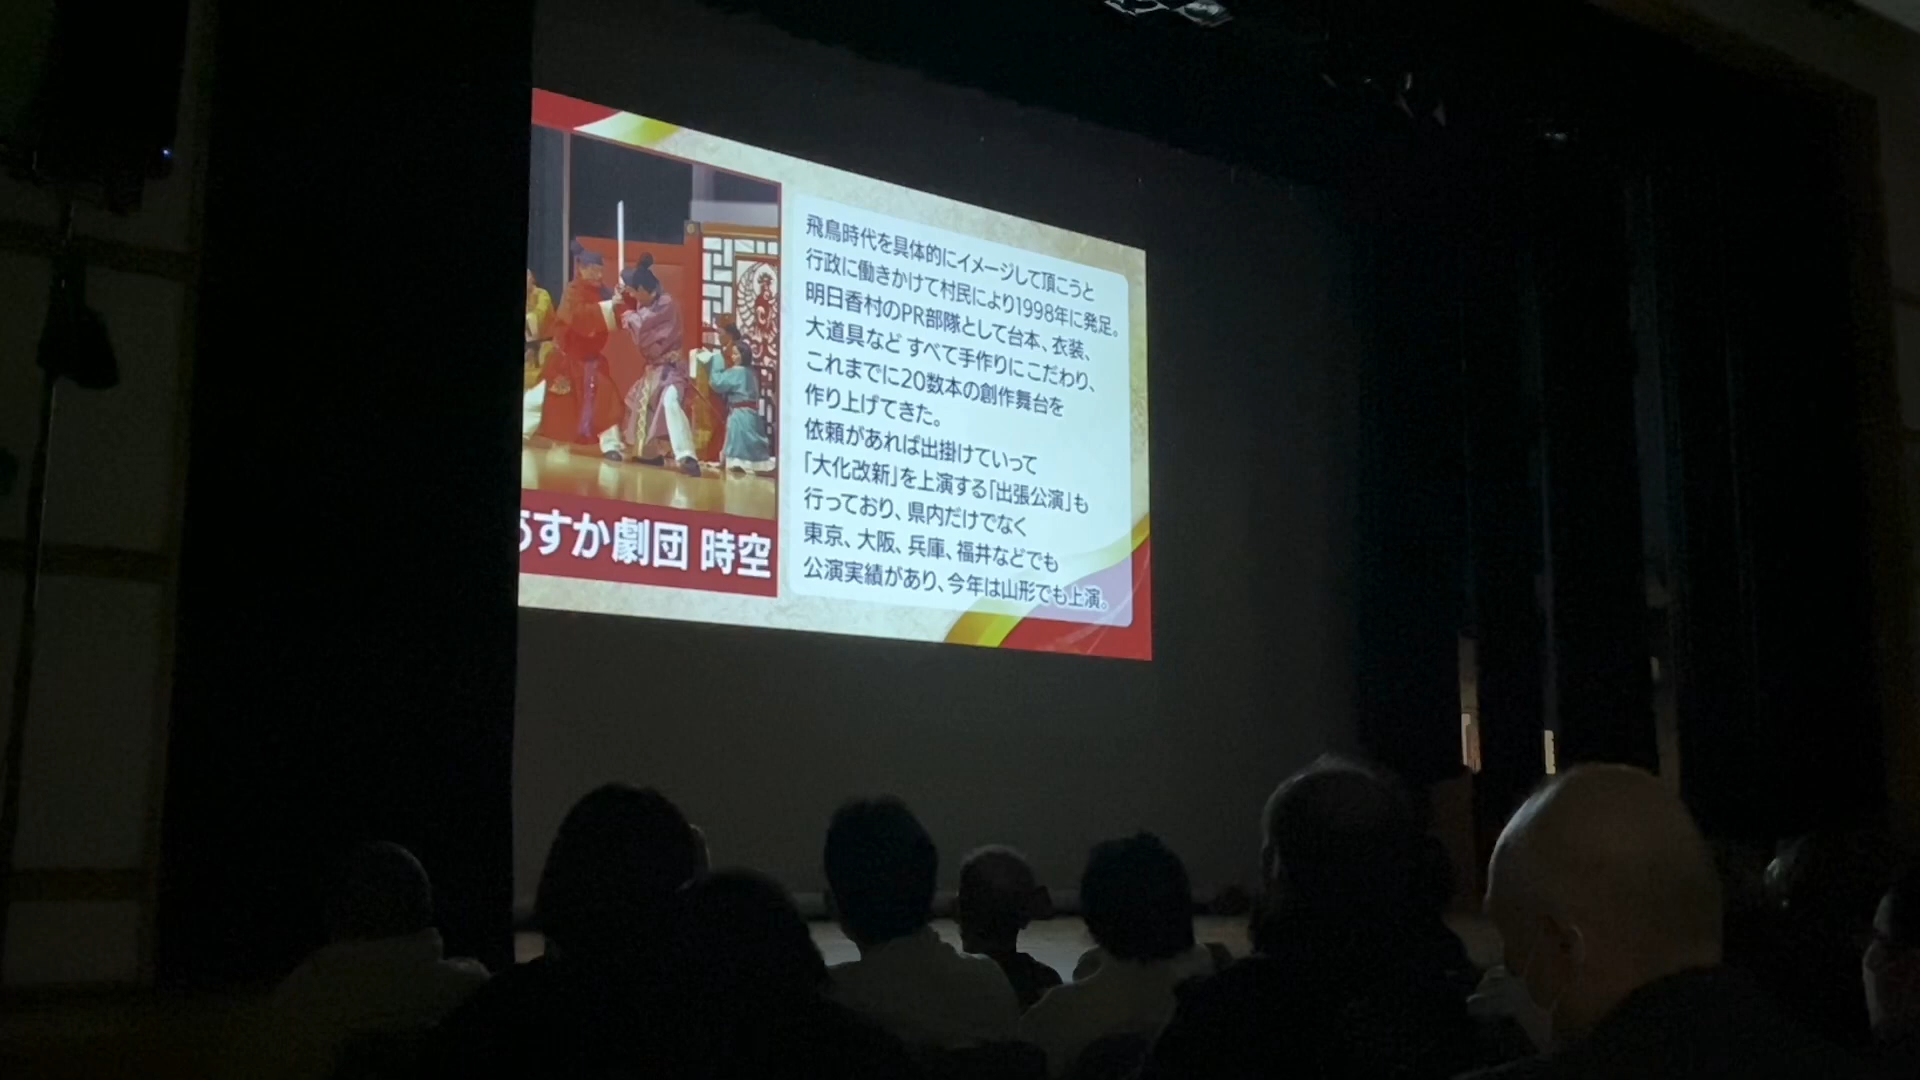 飛鳥時代を具体的にイメージして頂こうと
行政に働きかけて村民により1998年に発足。
明日香村のPR部隊として台本、衣装、
大道具など すべて手作りにこだわり、
これまでに20数本の創作舞台を
作り上げてきた。
依頼があれば出掛けていって
「大化改新」を上演する「出張公演」も
行っており、県内だけでなく
東京、大阪、兵庫、福井などでも
公演実績があり、今年は山形でも上演。
あすか劇団 時空